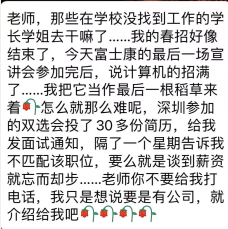 老师，那些在学校没找到工作的学
长学姐去干嘛了……我的春招好像
结束了，今天富士康的最后一场宣
讲会参加完后，说计算机的招满
了……我把它当作最后一根稻草来
着🥀怎么就那么难呢，深圳参加
的双选会投了30多份简历，给我
发面试通知，隔了一个星期告诉我
不匹配该职位，要么就是谈到薪资
就忘而却步……老师你不要给我打
电话，我只是想说要是有公司，就
介绍给我吧🥀🥀🥀🥀